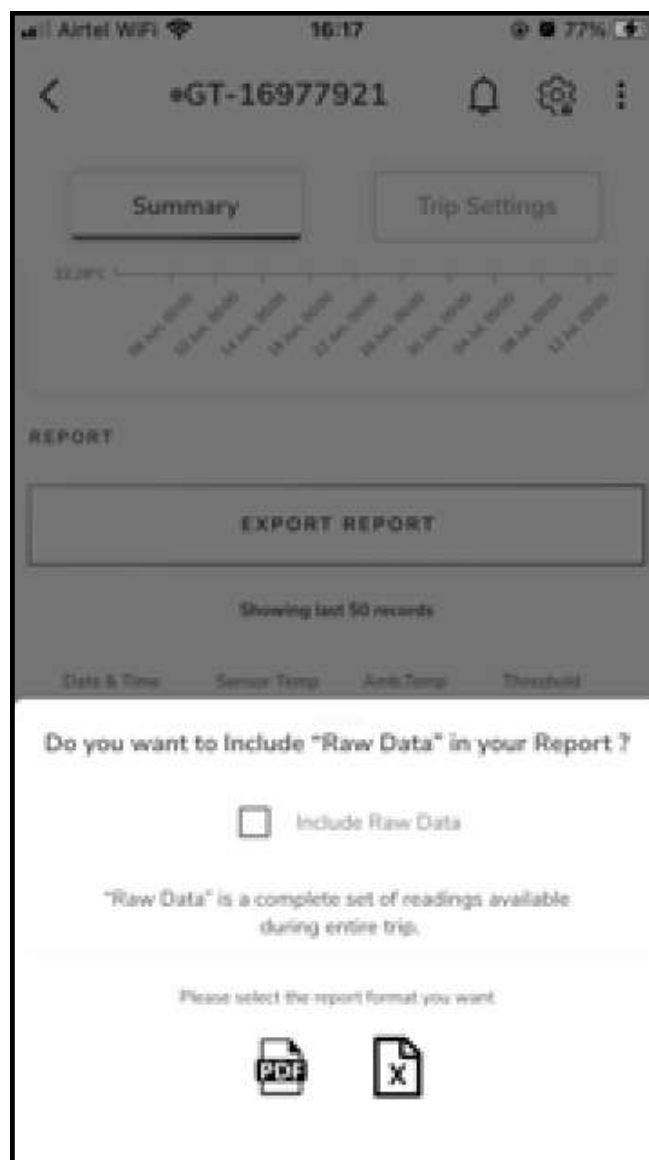 Airtel WiFi 16:17 77%
GT-16977921
Summary Trip Settings
REPORT
EXPORT REPORT
Showing last 50 records
Date & Time Sensor Temp Amb.Temp Threshold
Do you want to Include "Raw Data" in your Report ?
Include Raw Data
"Raw Data" is a complete set of readings available
during entire trip.
Please select the report format you want
PDF X